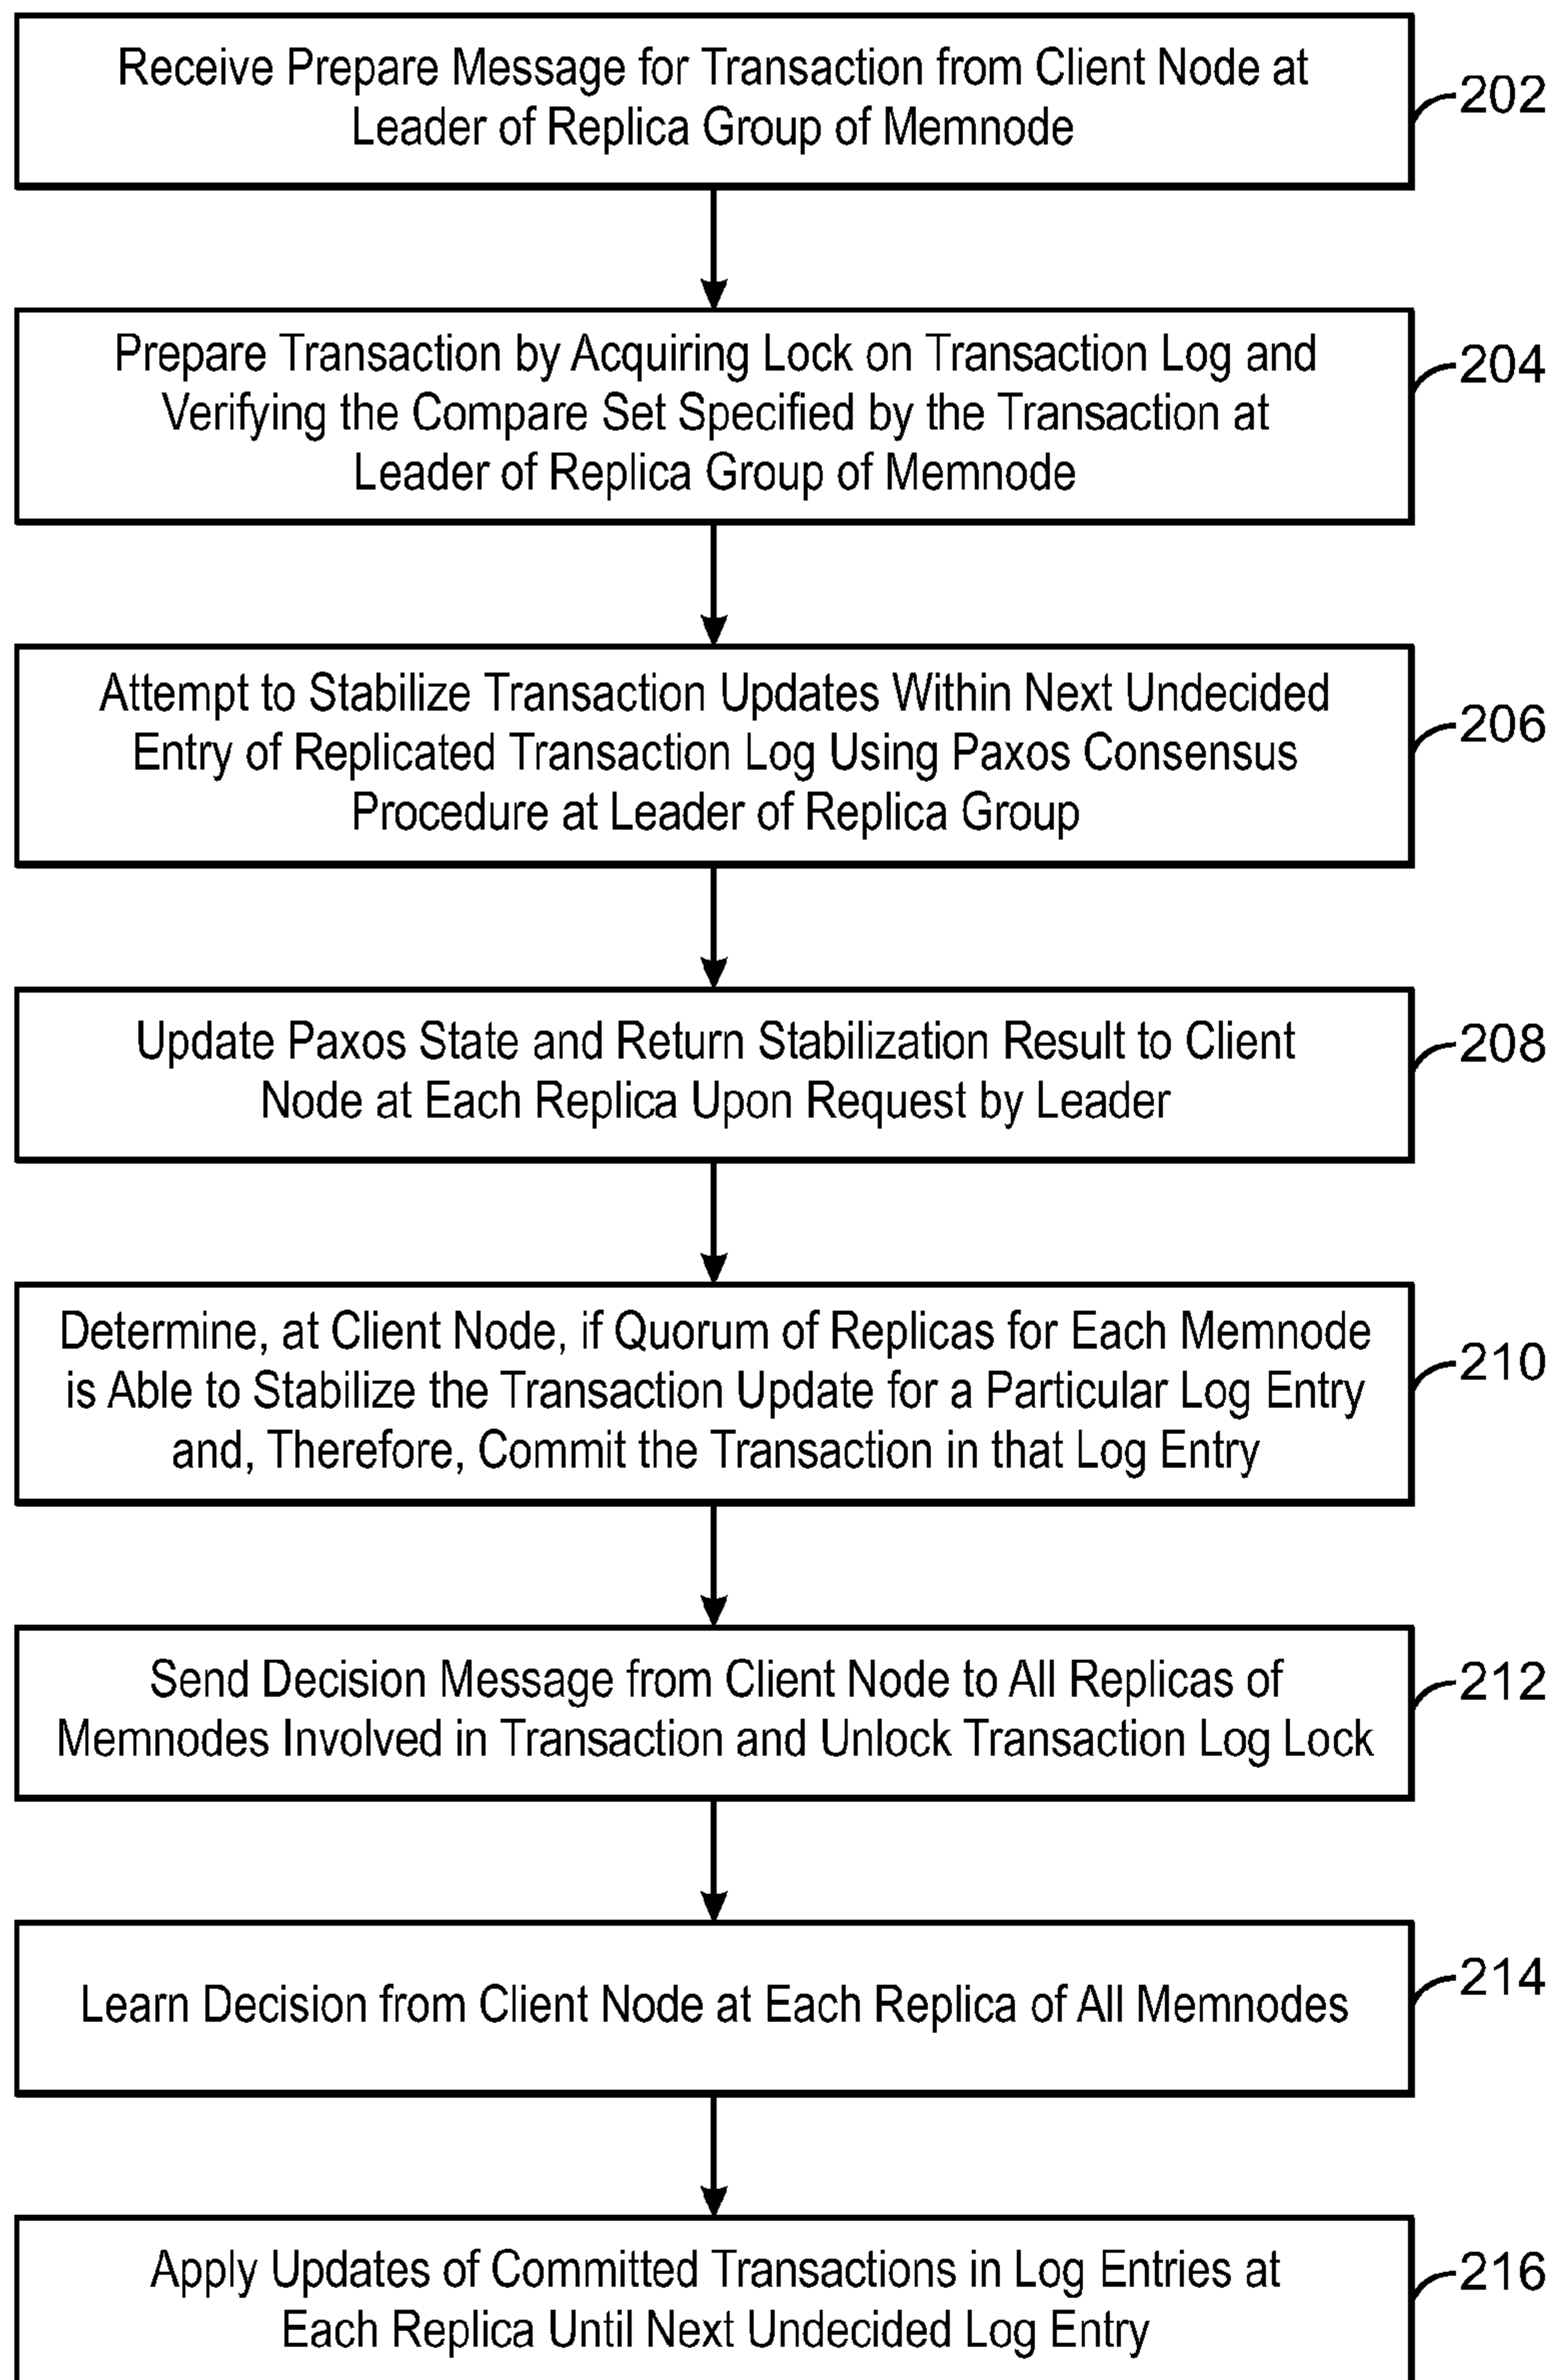 Receive Prepare Message for Transaction from Client Node at
Leader of Replica Group of Memnode
202
Prepare Transaction by Acquiring Lock on Transaction Log and
Verifying the Compare Set Specified by the Transaction at
Leader of Replica Group of Memnode
204
Attempt to Stabilize Transaction Updates Within Next Undecided
Entry of Replicated Transaction Log Using Paxos Consensus
Procedure at Leader of Replica Group
206
Update Paxos State and Return Stabilization Result to Client
Node at Each Replica Upon Request by Leader
208
Determine, at Client Node, if Quorum of Replicas for Each Memnode
is Able to Stabilize the Transaction Update for a Particular Log Entry
and, Therefore, Commit the Transaction in that Log Entry
210
Send Decision Message from Client Node to All Replicas of
Memnodes Involved in Transaction and Unlock Transaction Log Lock
212
Learn Decision from Client Node at Each Replica of All Memnodes
214
Apply Updates of Committed Transactions in Log Entries at
Each Replica Until Next Undecided Log Entry
216